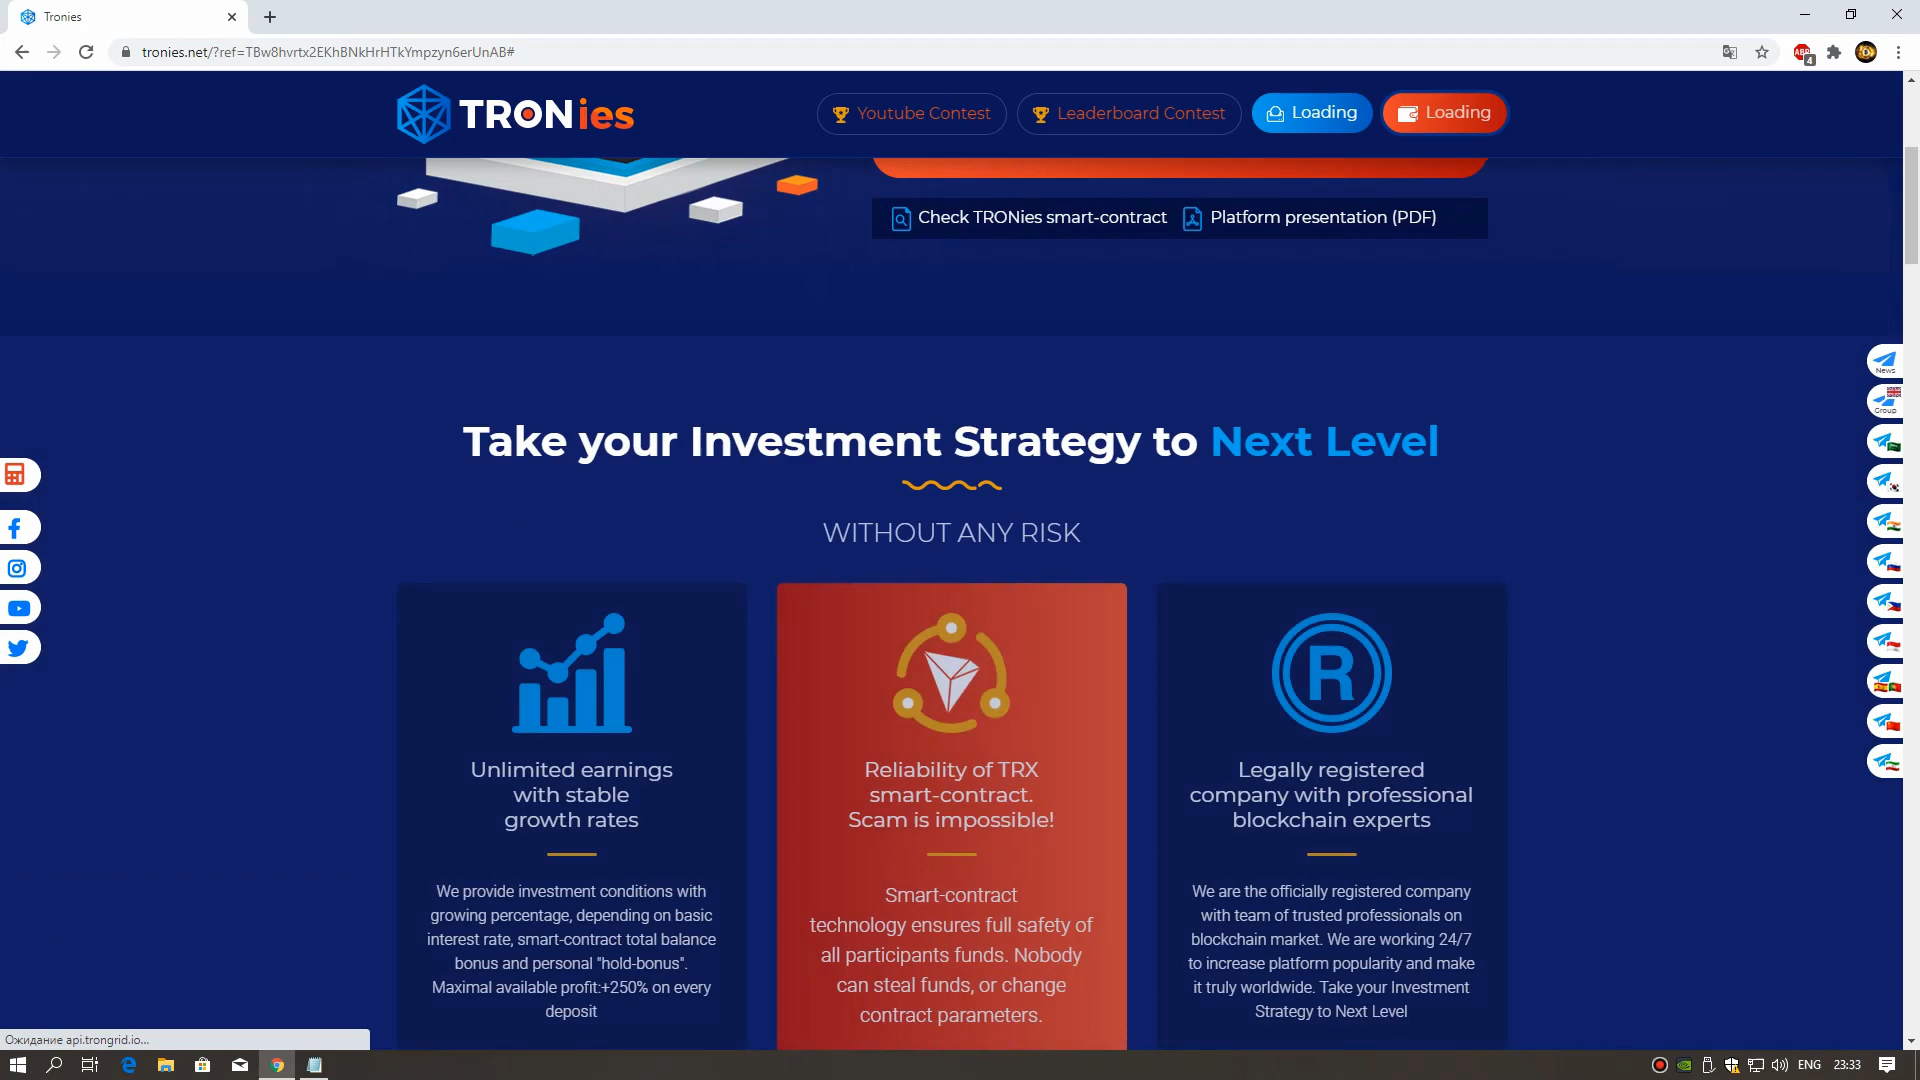 Tronies
tronies.net/?ref=TBw8hvrtx2EKhBNkHrHTkYmpzyn6erUnAB#
ABP
4
TRONies
Youtube Contest
Leaderboard Contest
Loading
Loading
Check TRONies smart-contract
Platform presentation (PDF)
News
Group
Take your Investment Strategy to Next Level
WITHOUT ANY RISK
Unlimited earnings
with stable
growth rates
We provide investment conditions with
growing percentage, depending on basic
interest rate, smart-contract total balance
bonus and personal "hold-bonus".
Maximal available profit:+250% on every
deposit
Reliability of TRX
smart-contract.
Scam is impossible!
Smart-contract
technology ensures full safety of
all participants funds. Nobody
can steal funds, or change
contract parameters.
R
Legally registered
company with professional
blockchain experts
We are the officially registered company
with team of trusted professionals on
blockchain market. We are working 24/7
to increase platform popularity and make
it truly worldwide. Take your Investment
Strategy to Next Level
Ожидание api.trongrid.io...
ENG
23:33